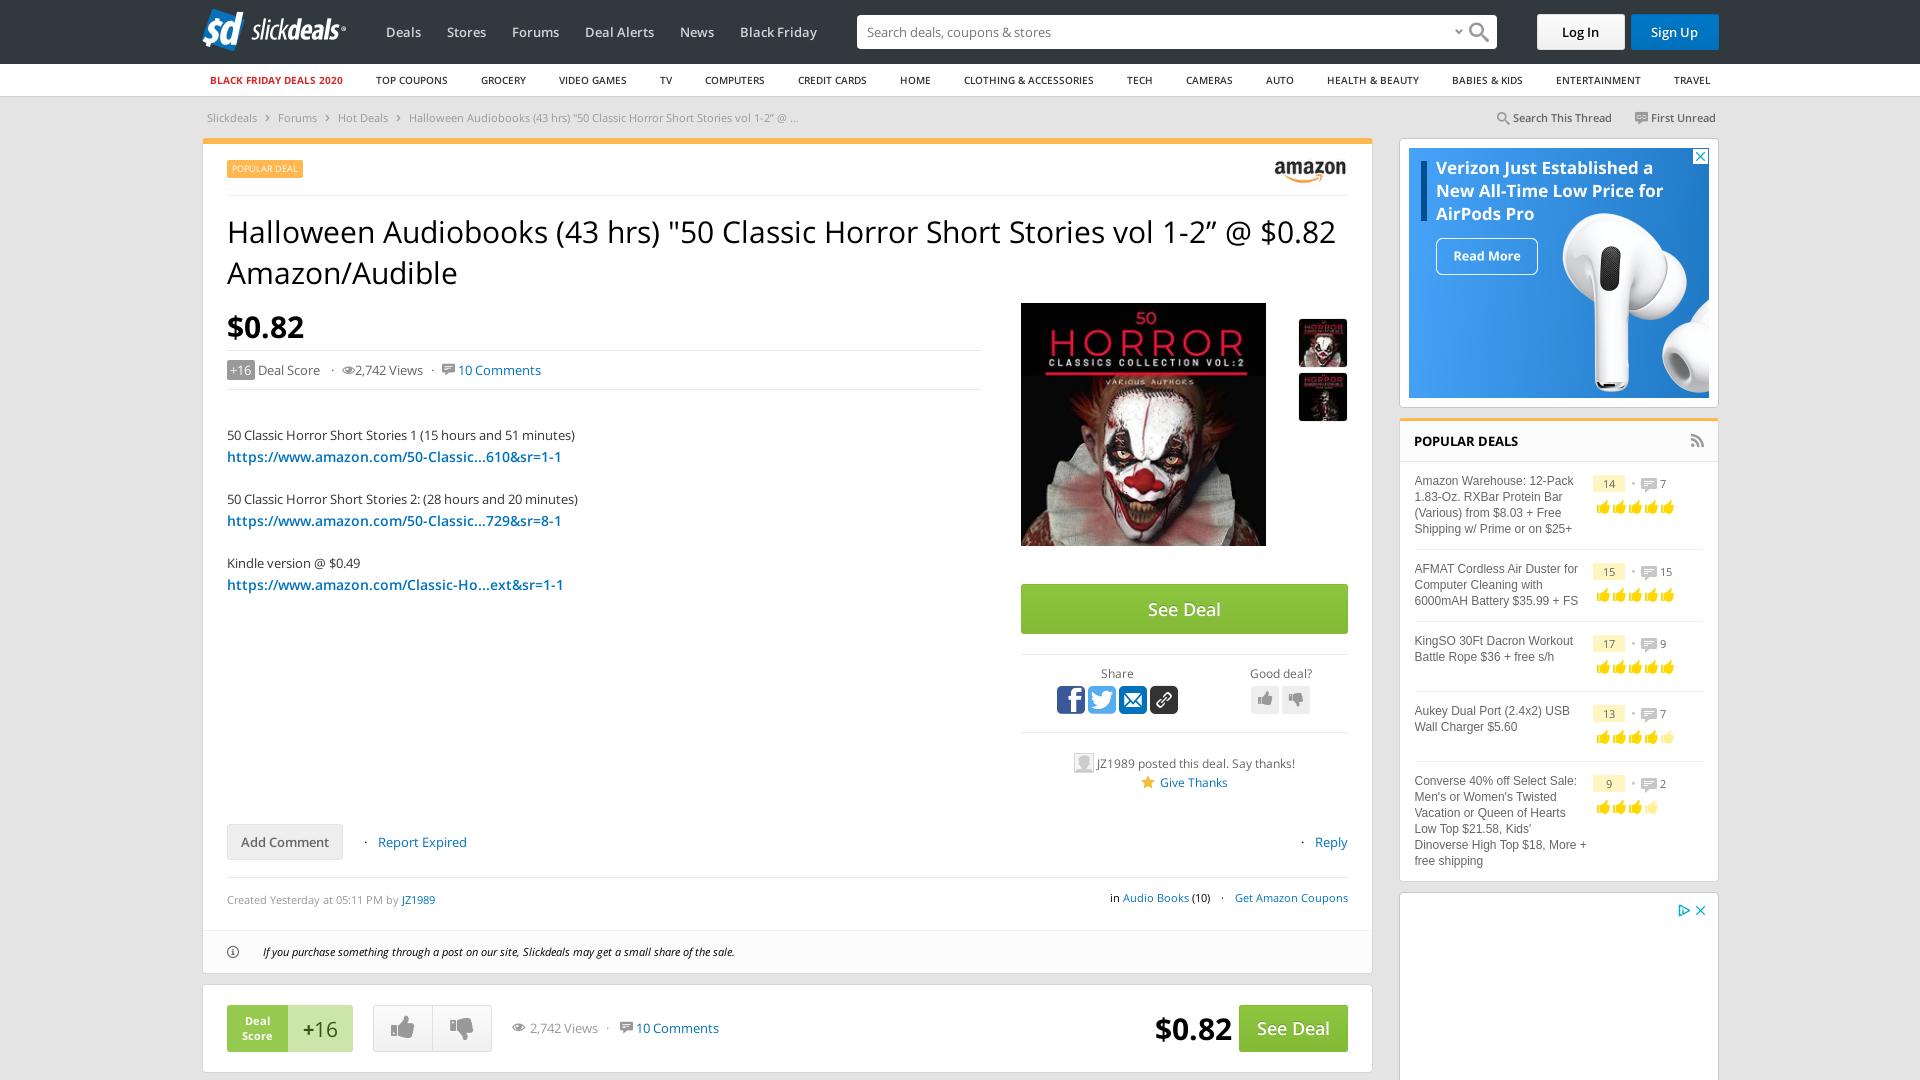 sd slickdeals
Deals
Stores
Forums
Deal Alerts
News
Black Friday
Search deals, coupons & stores
Log In
Sign Up
BLACK FRIDAY DEALS 2020
TOP COUPONS
GROCERY
VIDEO GAMES
TV
COMPUTERS
CREDIT CARDS
HOME
CLOTHING & ACCESSORIES
TECH
CAMERAS
AUTO
HEALTH & BEAUTY
BABIES & KIDS
ENTERTAINMENT
TRAVEL
Slickdeals › Forums › Hot Deals › Halloween Audiobooks (43 hrs) "50 Classic Horror Short Stories vol 1-2” @ ...
Search This Thread
First Unread
POPULAR DEAL
amazon
Halloween Audiobooks (43 hrs) "50 Classic Horror Short Stories vol 1-2” @ $0.82
Amazon/Audible
$0.82
+16 Deal Score · 2,742 Views · 10 Comments
50 Classic Horror Short Stories 1 (15 hours and 51 minutes)
https://www.amazon.com/50-Classic...610&sr=1-1
50 Classic Horror Short Stories 2: (28 hours and 20 minutes)
https://www.amazon.com/50-Classic...729&sr=8-1
Kindle version @ $0.49
https://www.amazon.com/Classic-Ho...ext&sr=1-1
50
HORROR
CLASSICS COLLECTION VOL:2
VARIOUS AUTHORS
HORROR
HORROR
See Deal
Share
Good deal?
JZ1989 posted this deal. Say thanks!
Give Thanks
Add Comment
· Report Expired
· Reply
Created Yesterday at 05:11 PM by JZ1989
in Audio Books (10) · Get Amazon Coupons
If you purchase something through a post on our site, Slickdeals may get a small share of the sale.
Deal
Score
+16
2,742 Views · 10 Comments
$0.82
See Deal
Verizon Just Established a
New All-Time Low Price for
AirPods Pro
Read More
POPULAR DEALS
Amazon Warehouse: 12-Pack
1.83-Oz. RXBar Protein Bar
(Various) from $8.03 + Free
Shipping w/ Prime or on $25+
14 · 7
AFMAT Cordless Air Duster for
Computer Cleaning with
6000mAH Battery $35.99 + FS
15 · 15
KingSO 30Ft Dacron Workout
Battle Rope $36 + free s/h
17 · 9
Aukey Dual Port (2.4x2) USB
Wall Charger $5.60
13 · 7
Converse 40% off Select Sale:
Men's or Women's Twisted
Vacation or Queen of Hearts
Low Top $21.58, Kids'
Dinoverse High Top $18, More +
free shipping
9 · 2